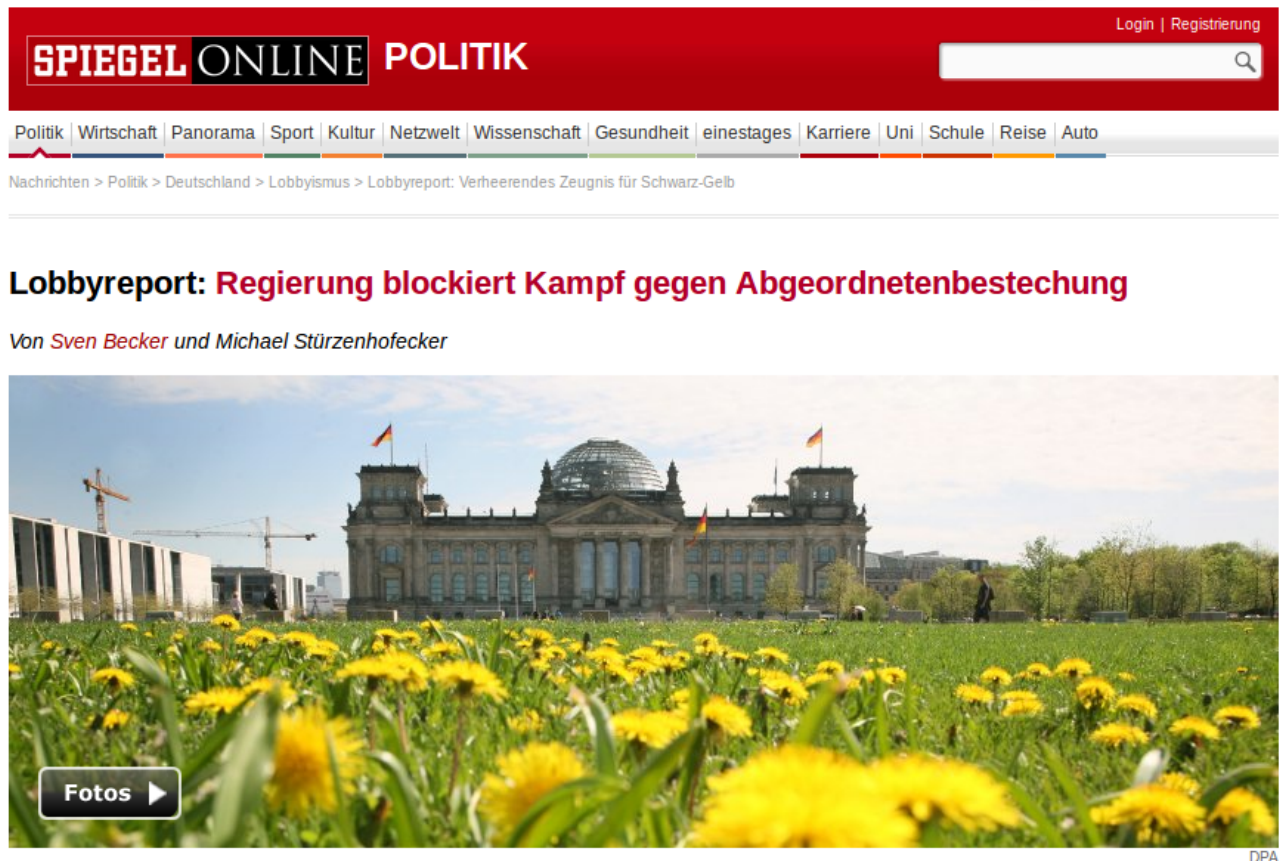 Login | Registrierung
SPIEGEL ONLINE POLITIK
Politik Wirtschaft Panorama Sport Kultur Netzwelt Wissenschaft Gesundheit einestages Karriere Uni Schule Reise Auto
Nachrichten > Politik > Deutschland > Lobbyismus > Lobbyreport: Verheerendes Zeugnis für Schwarz-Gelb
Lobbyreport: Regierung blockiert Kampf gegen Abgeordnetenbestechung
Von Sven Becker und Michael Stürzenhofecker
Fotos
DPA